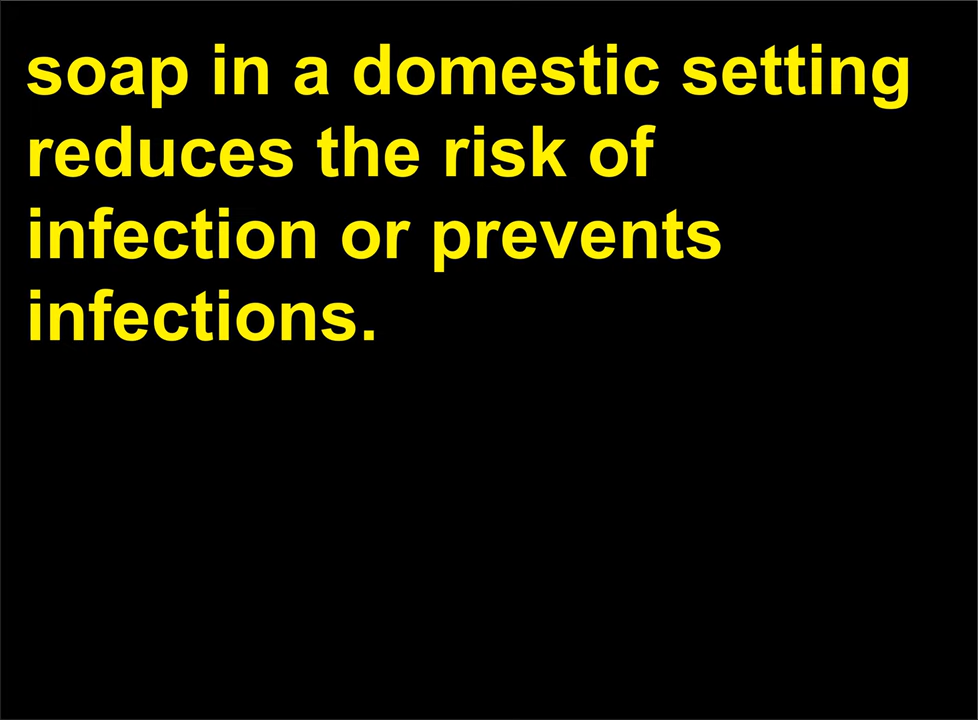 soap in a domestic setting
reduces the risk of
infection or prevents
infections.